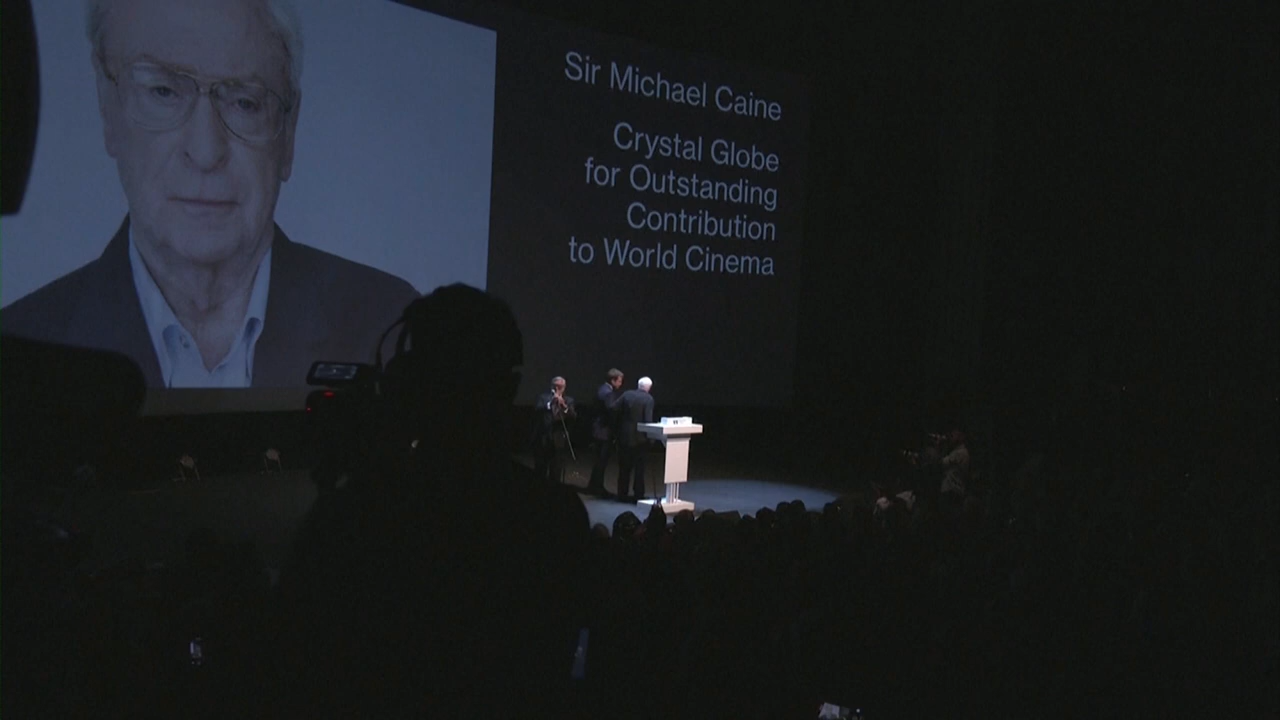 Sir Michael Caine
Crystal Globe
for Outstanding
Contribution
to World Cinema